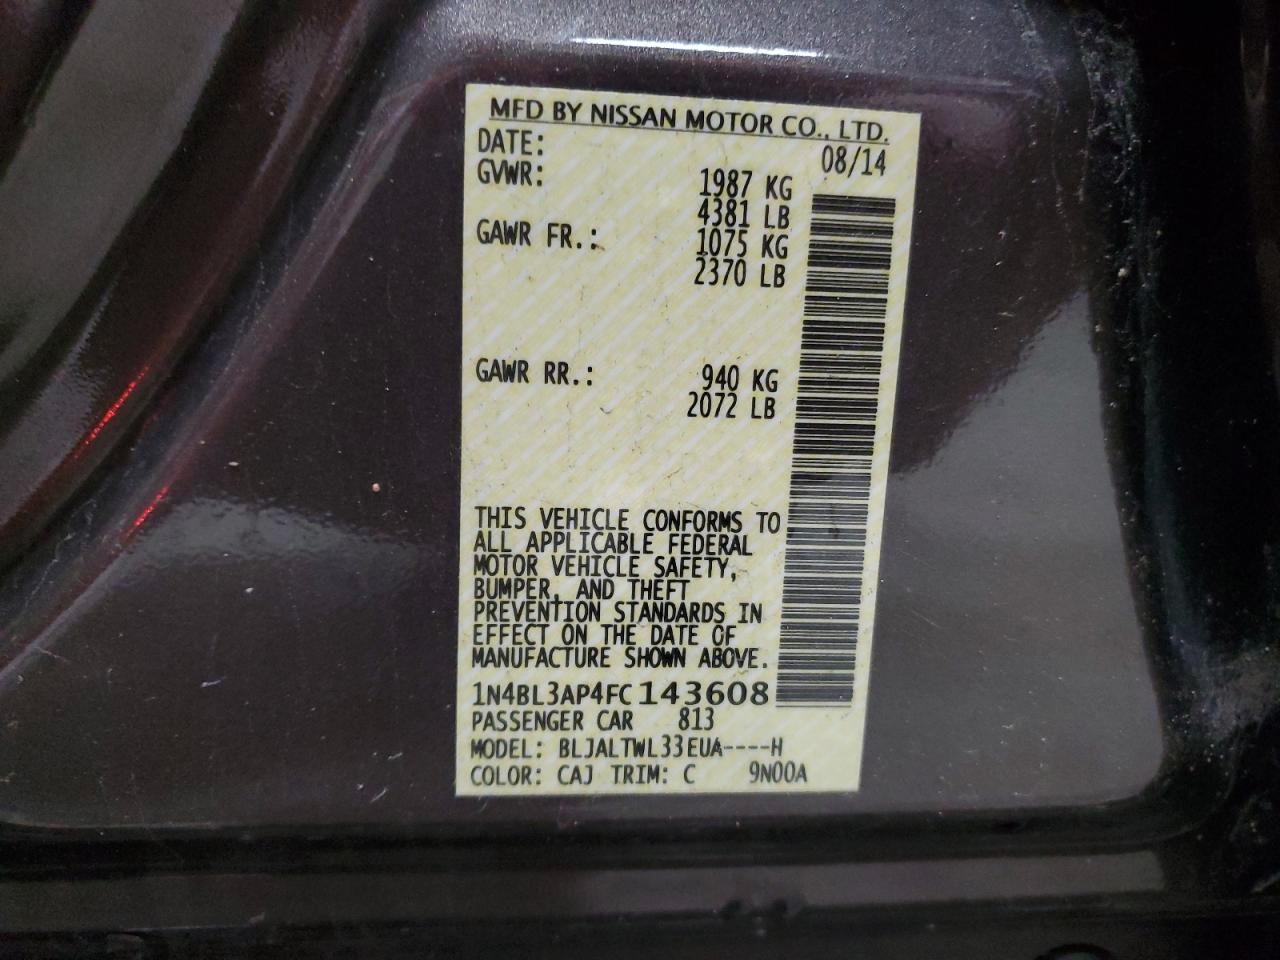 MFD BY NISSAN MOTOR CO., LTD.
DATE: 08/14
GVWR: 1987 KG
4381 LB
GAWR FR.: 1075 KG
2370 LB
GAWR RR.: 940 KG
2072 LB
THIS VEHICLE CONFORMS TO
ALL APPLICABLE FEDERAL
MOTOR VEHICLE SAFETY,
BUMPER, AND THEFT
PREVENTION STANDARDS IN
EFFECT ON THE DATE OF
MANUFACTURE SHOWN ABOVE.
1N4BL3AP4FC143608
PASSENGER CAR 813
MODEL: BLJALTWL33EUA----H
COLOR: CAJ TRIM: C 9N00A